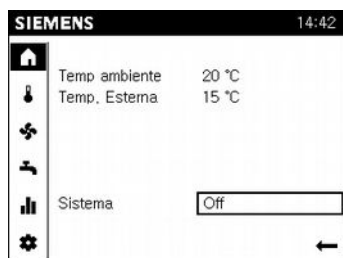 SIEMENS 14:42
Temp ambiente 20 °C
Temp. Esterna 15 °C
Sistema Off